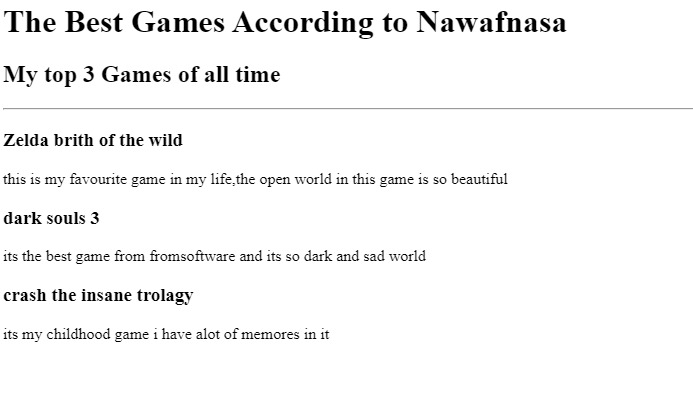 The Best Games According to Nawafnasa
My top 3 Games of all time
Zelda brith of the wild
this is my favourite game in my life,the open world in this game is so beautiful
dark souls 3
its the best game from fromsoftware and its so dark and sad world
crash the insane trolagy
its my childhood game i have alot of memores in it